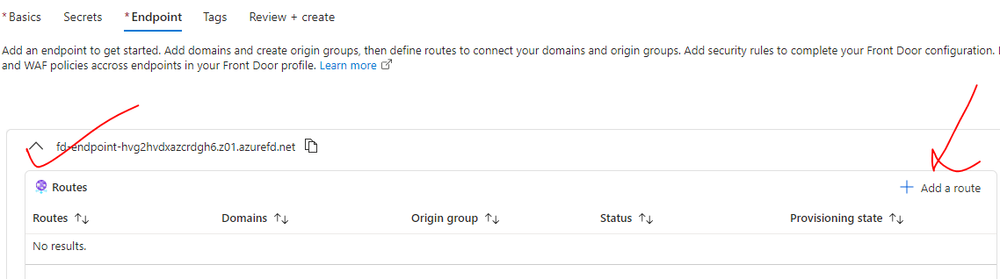 * Basics Secrets * Endpoint Tags Review + create
Add an endpoint to get started. Add domains and create origin groups, then define routes to connect your domains and origin groups. Add security rules to complete your Front Door configuration.
and WAF policies accross endpoints in your Front Door profile. Learn more
fd-endpoint-hvg2hvdxazcrdgh6.z01.azurefd.net
Routes + Add a route
Routes Domains Origin group Status Provisioning state
No results.